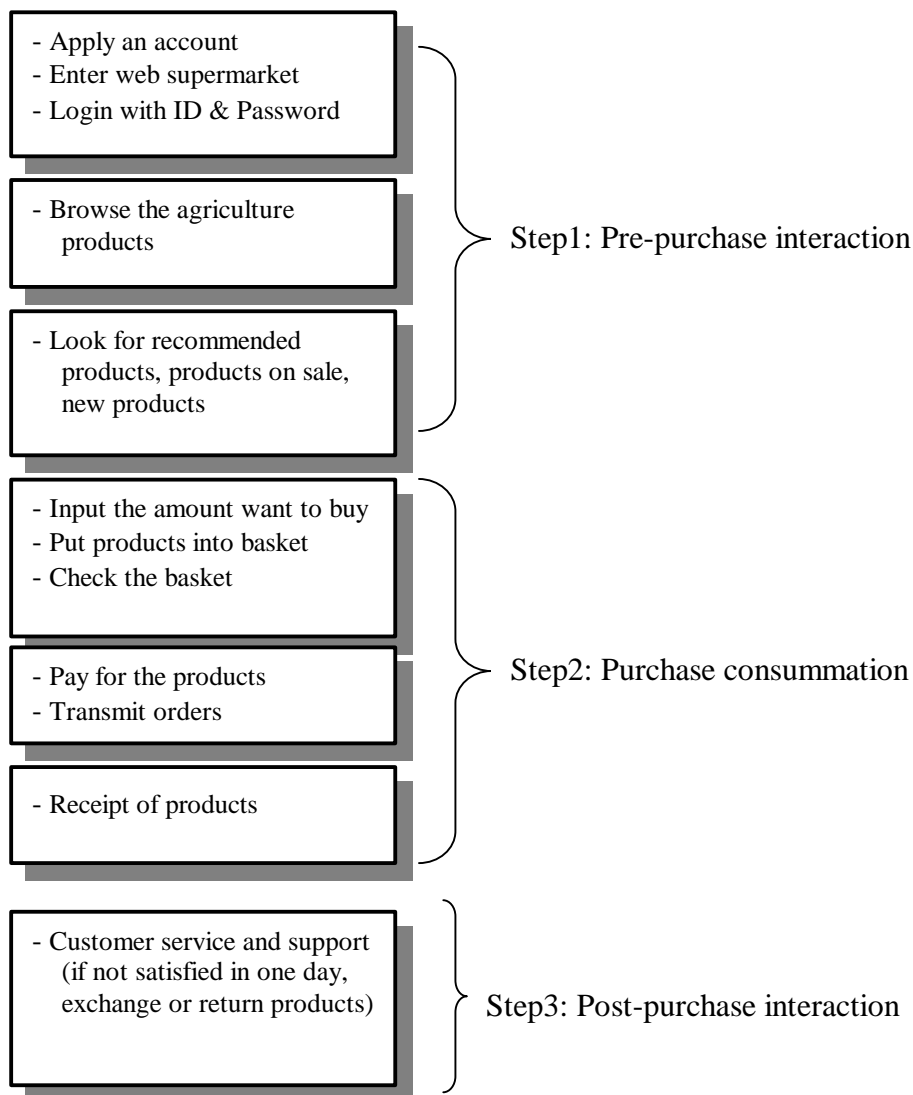 - Apply an account
- Enter web supermarket
- Login with ID & Password
- Browse the agriculture
products
Step1: Pre-purchase interaction
- Look for recommended
products, products on sale,
new products
- Input the amount want to buy
- Put products into basket
- Check the basket
Step2: Purchase consummation
- Pay for the products
- Transmit orders
- Receipt of products
- Customer service and support
(if not satisfied in one day,
exchange or return products)
Step3: Post-purchase interaction